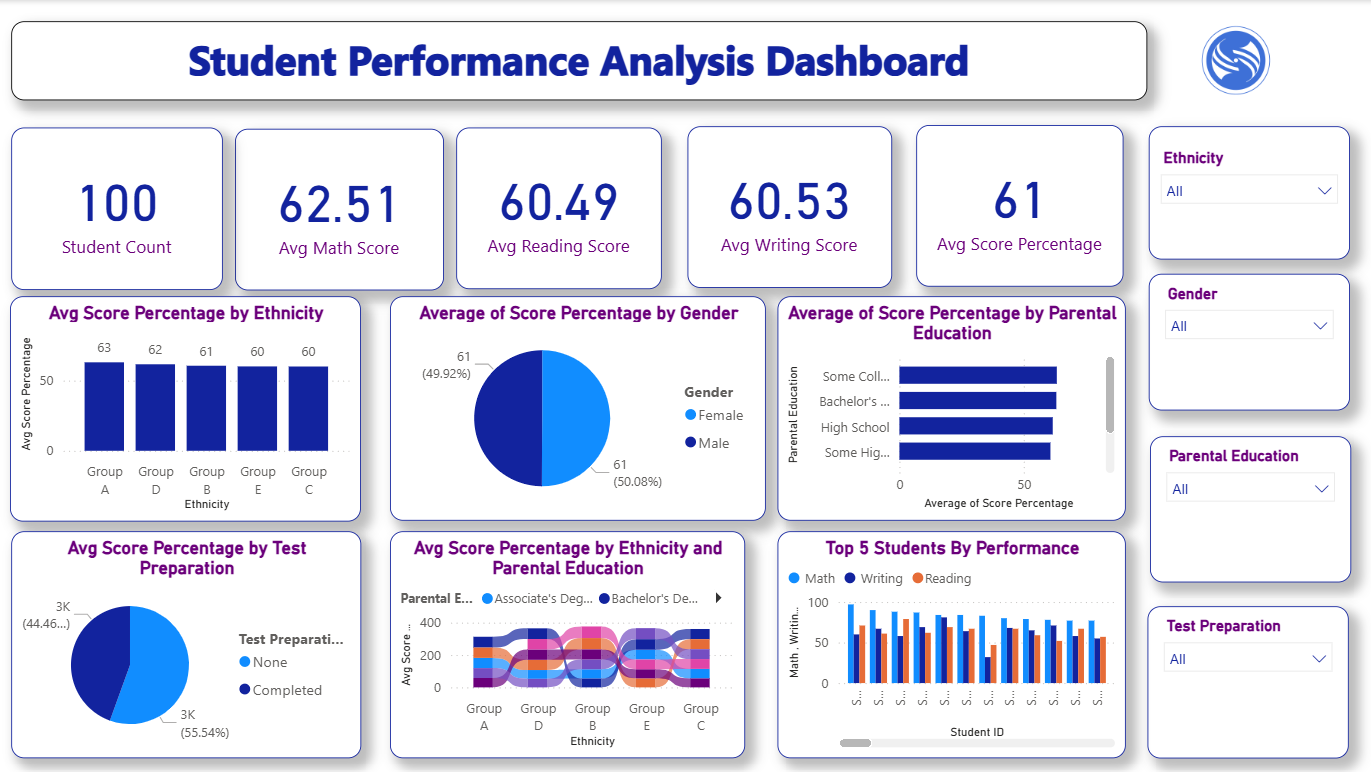 Student Performance Analysis Dashboard
100
Student Count
62.51
Avg Math Score
60.49
Avg Reading Score
60.53
Avg Writing Score
61
Avg Score Percentage
Ethnicity
All
Gender
All
Parental Education
All
Test Preparation
All
Avg Score Percentage by Ethnicity
Avg Score Percentage
50
0
63
62
61
60
60
Group A
Group D
Group B
Group E
Group C
Ethnicity
Average of Score Percentage by Gender
61
(49.92%)
61
(50.08%)
Gender
Female
Male
Average of Score Percentage by Parental
Education
Parental Education
Some Coll...
Bachelor's ...
High School
Some Hig...
0
50
Average of Score Percentage
Avg Score Percentage by Test
Preparation
3K
(44.46...)
3K
(55.54%)
Test Preparati...
None
Completed
Avg Score Percentage by Ethnicity and
Parental Education
Parental E...
Associate's Deg...
Bachelor's De...
Avg Score ...
400
200
0
Group A
Group D
Group B
Group E
Group C
Ethnicity
Top 5 Students By Performance
Math
Writing
Reading
Math , Writin...
100
50
0
S...
S...
S...
S...
S...
S...
S...
S...
S...
S...
S...
S...
Student ID